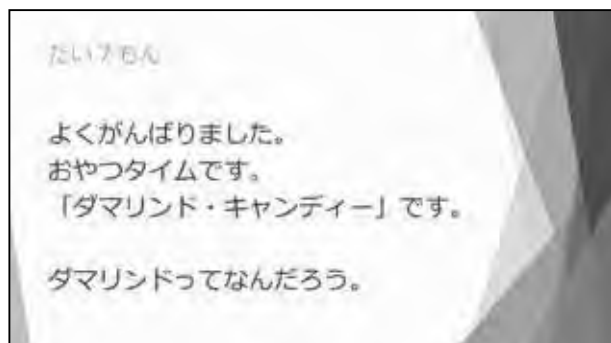 だい7もん
よくがんばりました。
おやつタイムです。
「ダマリンド・キャンディー」です。
ダマリンドってなんだろう。